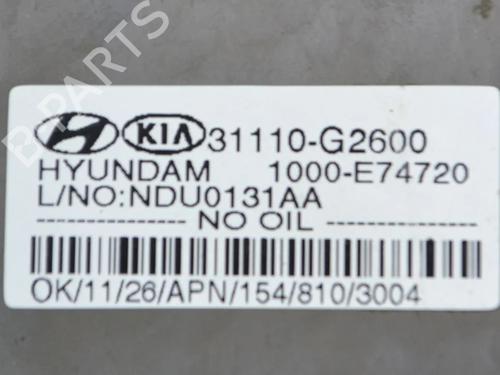 B PARTS
KIA 31110-G2600
HYUNDAM 1000-E74720
L/NO:NDU0131AA
NO OIL
OK/11/26/APN/154/810/3004